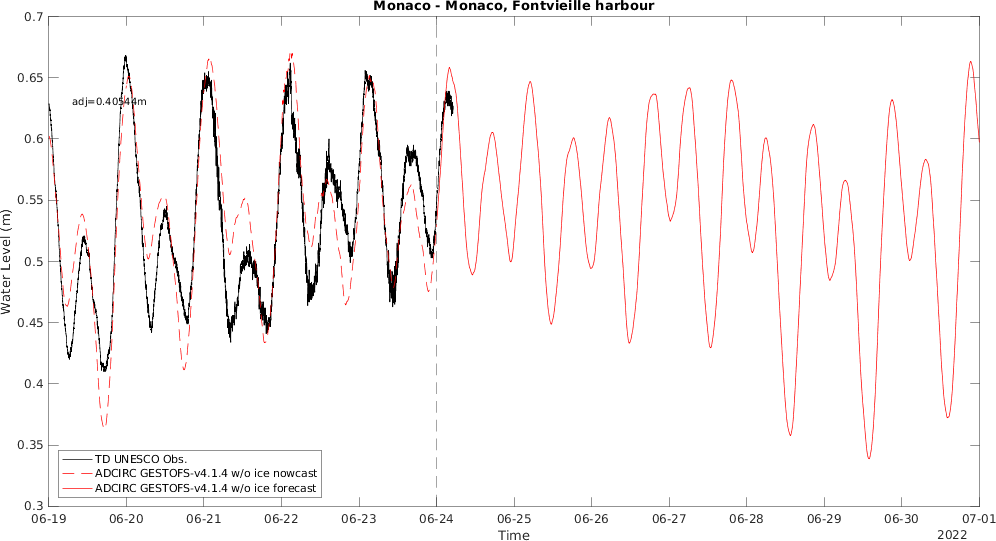 Monaco - Monaco, Fontvieille harbour
0.7
0.65
0.6
0.55
0.5
0.45
0.4
0.35
0.3
Water Level (m)
adj=0.40544m
TD UNESCO Obs.
ADCIRC GESTOFS-v4.1.4 w/o ice nowcast
ADCIRC GESTOFS-v4.1.4 w/o ice forecast
06-19 06-20 06-21 06-22 06-23 06-24 06-25 06-26 06-27 06-28 06-29 06-30 07-01
Time
2022